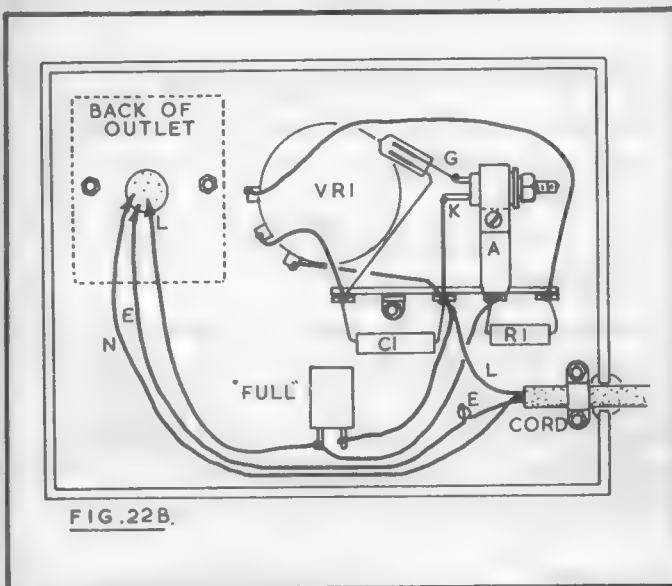 BACK OF
OUTLET
L
E
N
VR1
G
K
A
C1
R1
L
E
"FULL"
CORD
FIG.22B.